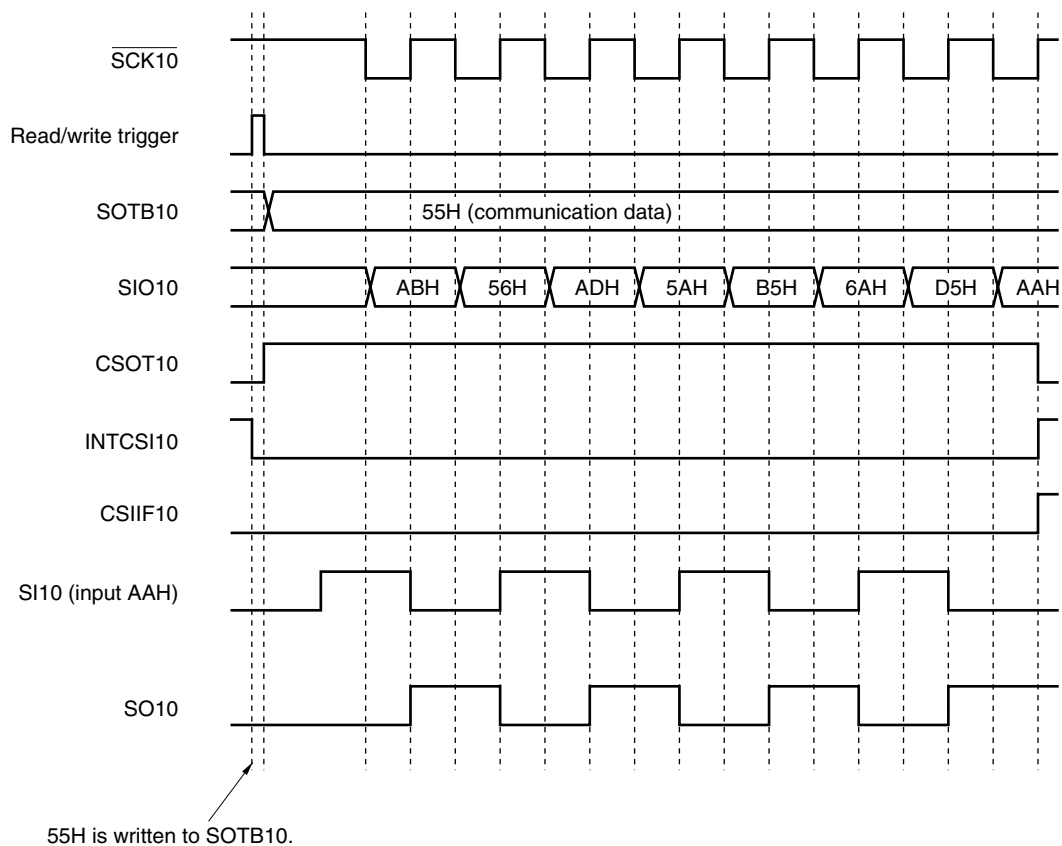 SCK10
Read/write trigger
SOTB10
55H (communication data)
SIO10
ABH 56H ADH 5AH B5H 6AH D5H AAH
CSOT10
INTCSI10
CSIIF10
SI10 (input AAH)
SO10
55H is written to SOTB10.